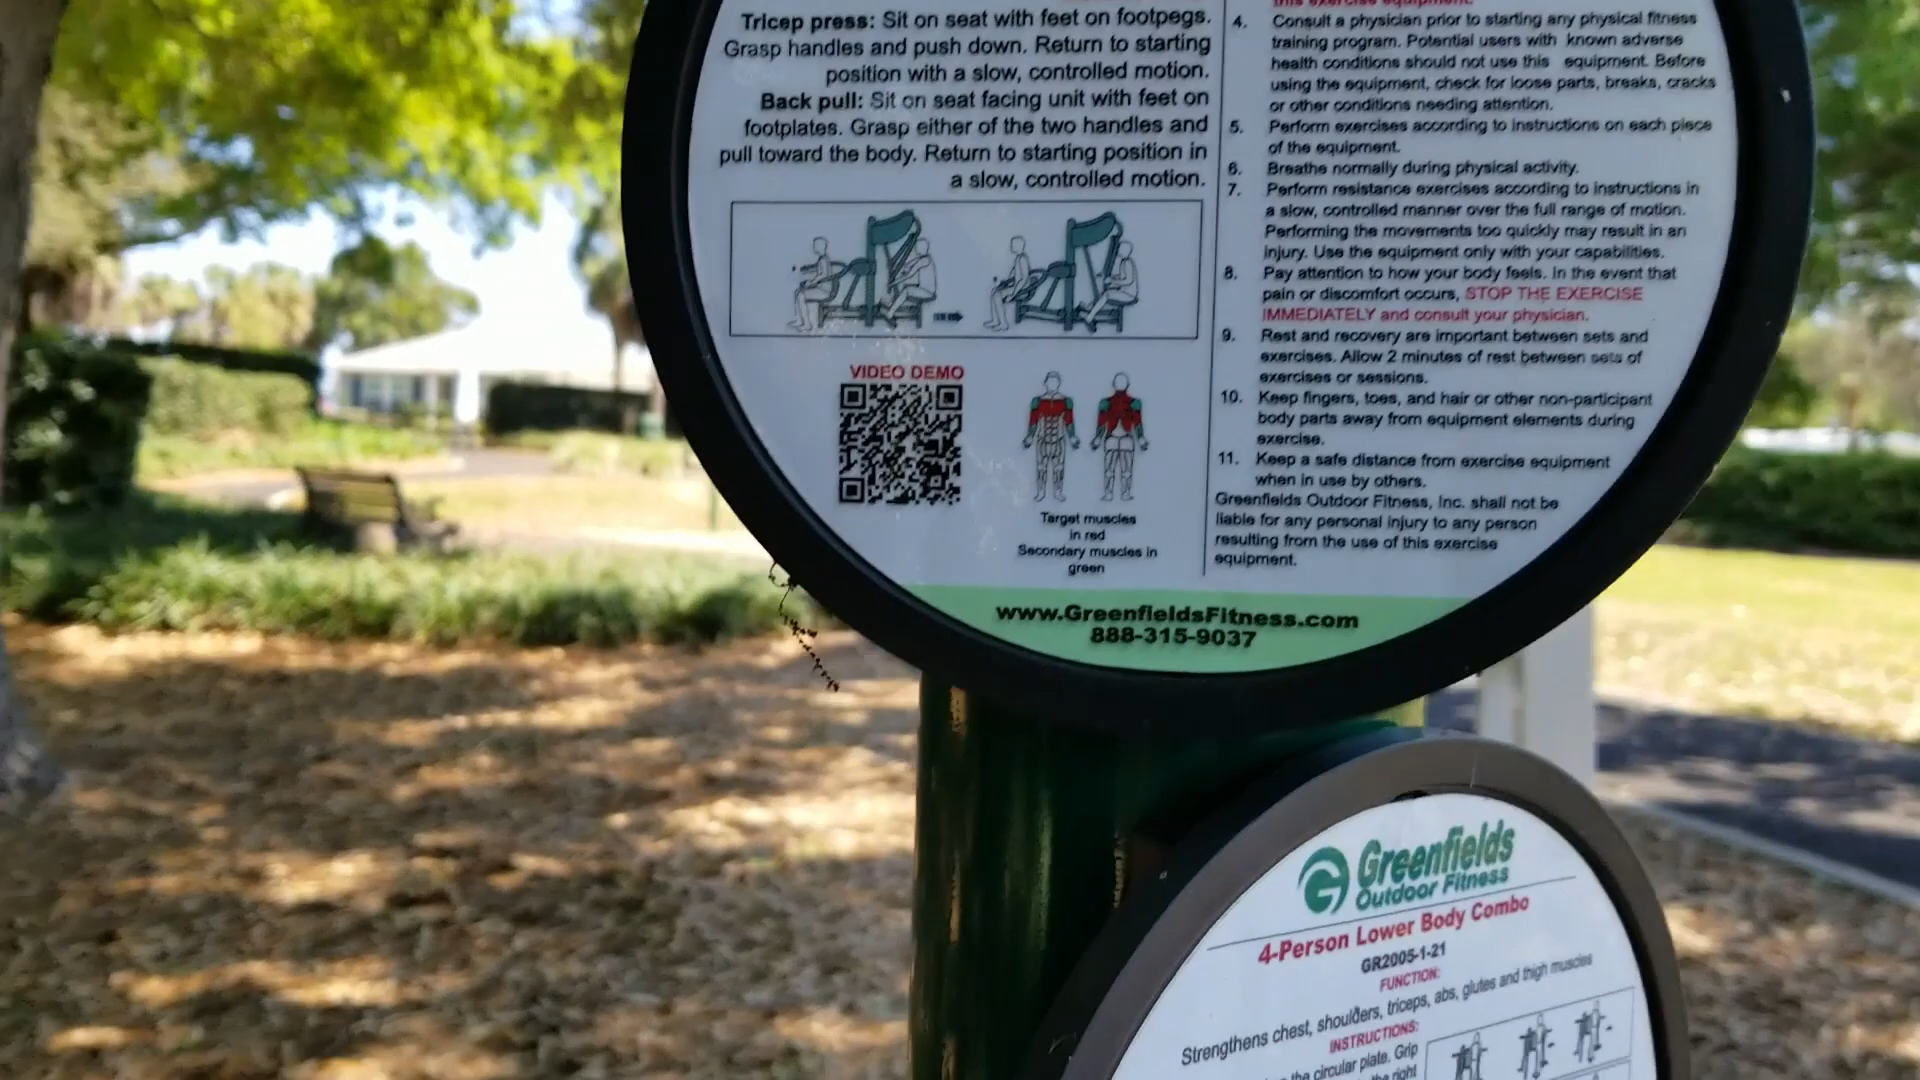 Tricep press: Sit on seat with feet on footpegs.
Grasp handles and push down. Return to starting
position with a slow, controlled motion.
Back pull: Sit on seat facing unit with feet on
footplates. Grasp either of the two handles and
pull toward the body. Return to starting position in
a slow, controlled motion.
VIDEO DEMO
Target muscles
in red
Secondary muscles in
green
this exercise equipment.
4. Consult a physician prior to starting any physical fitness
training program. Potential users with known adverse
health conditions should not use this equipment. Before
using the equipment, check for loose parts, breaks, cracks
or other conditions needing attention.
5. Perform exercises according to instructions on each piece
of the equipment.
6. Breathe normally during physical activity.
7. Perform resistance exercises according to instructions in
a slow, controlled manner over the full range of motion.
Performing the movements too quickly may result in an
injury. Use the equipment only with your capabilities.
8. Pay attention to how your body feels. In the event that
pain or discomfort occurs, STOP THE EXERCISE
IMMEDIATELY and consult your physician.
9. Rest and recovery are important between sets and
exercises. Allow 2 minutes of rest between sets of
exercises or sessions.
10. Keep fingers, toes, and hair or other non-participant
body parts away from equipment elements during
exercise.
11. Keep a safe distance from exercise equipment
when in use by others.
Greenfields Outdoor Fitness, Inc. shall not be
liable for any personal injury to any person
resulting from the use of this exercise
equipment.
www.GreenfieldsFitness.com
888-315-9037
Greenfields
Outdoor Fitness
4-Person Lower Body Combo
GR2005-1-21
FUNCTION:
Strengthens chest, shoulders, triceps, abs, glutes and thigh muscles
INSTRUCTIONS:
the circular plate. Grip
the right